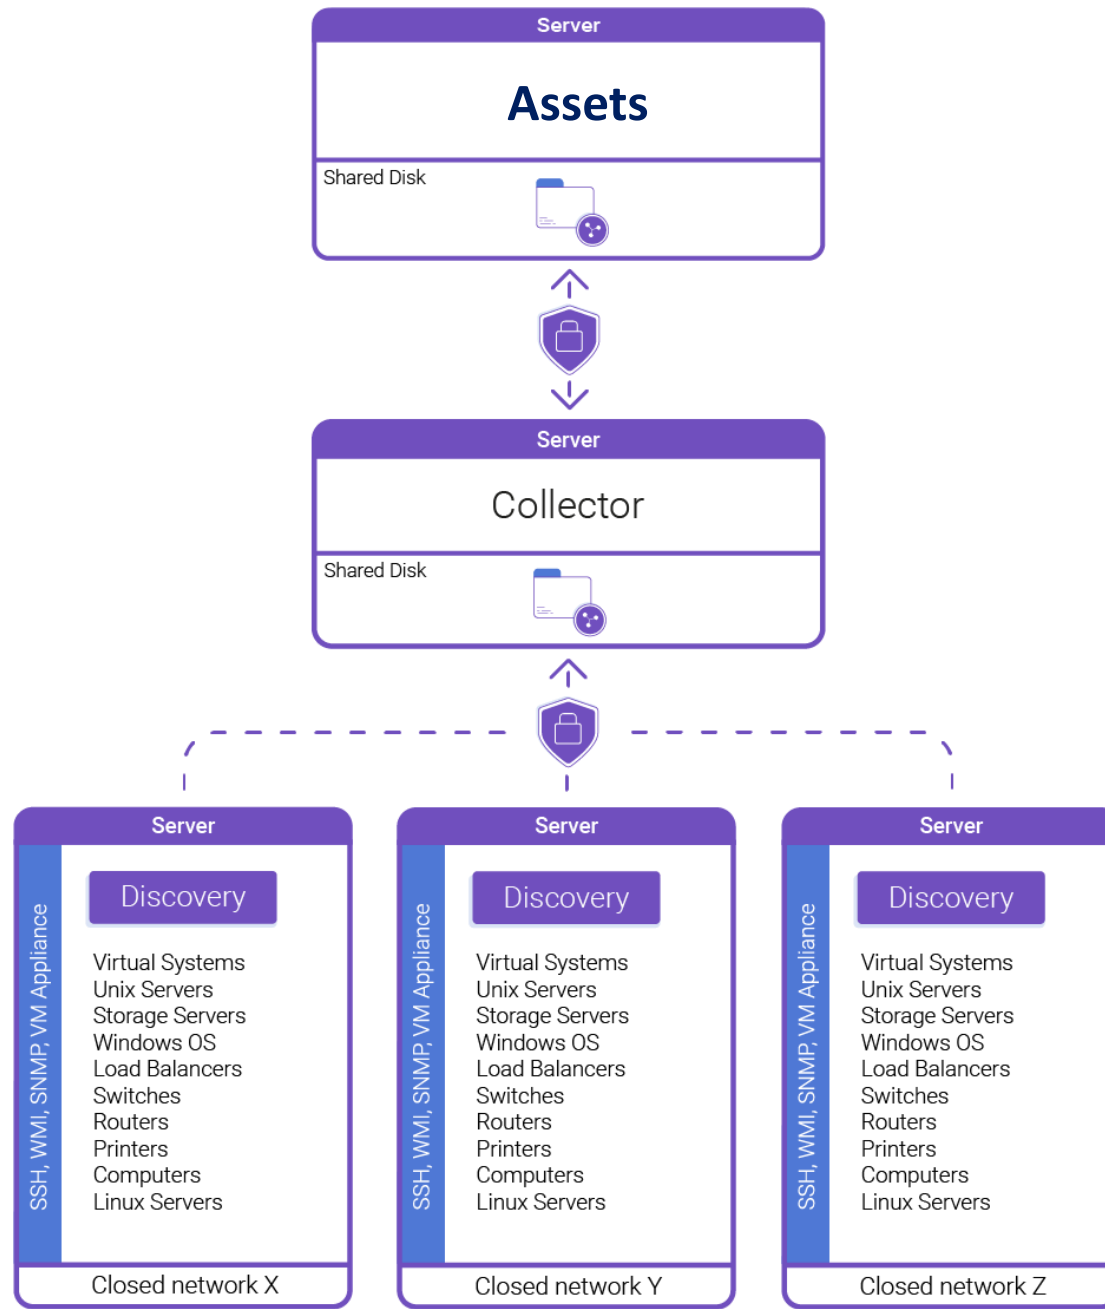 Server
Assets
Shared Disk
Server
Collector
Shared Disk
Server
Discovery
SSH, WMI, SNMP, VM Appliance
Virtual Systems
Unix Servers
Storage Servers
Windows OS
Load Balancers
Switches
Routers
Printers
Computers
Linux Servers
Closed network X
Server
Discovery
SSH, WMI, SNMP, VM Appliance
Virtual Systems
Unix Servers
Storage Servers
Windows OS
Load Balancers
Switches
Routers
Printers
Computers
Linux Servers
Closed network Y
Server
Discovery
SSH, WMI, SNMP, VM Appliance
Virtual Systems
Unix Servers
Storage Servers
Windows OS
Load Balancers
Switches
Routers
Printers
Computers
Linux Servers
Closed network Z